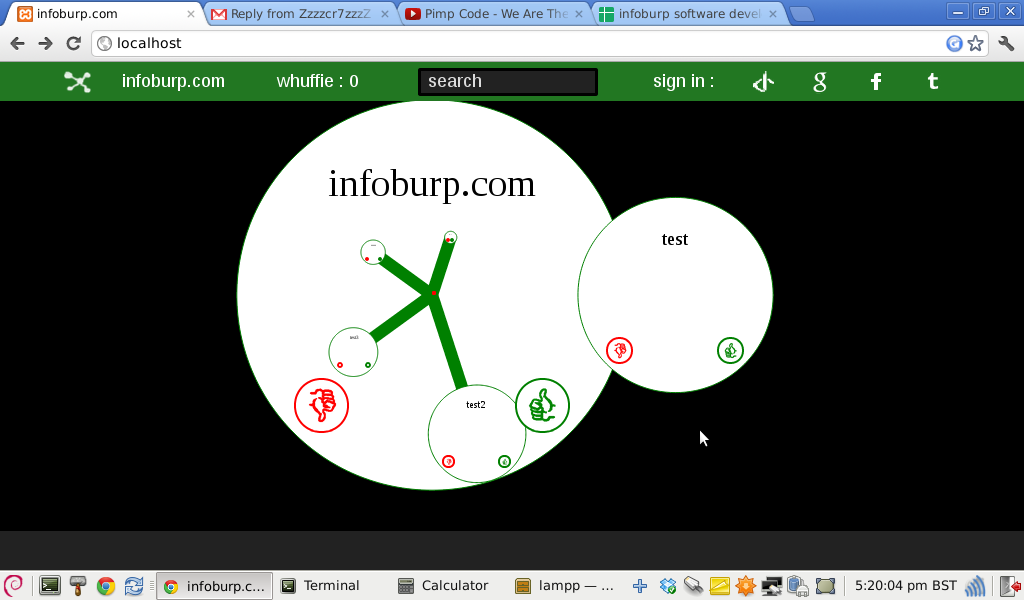 infoburp.com
Reply from Zzzzcr7zzzZ
Pimp Code - We Are The
infoburp software devel
localhost
infoburp.com
whuffie : 0
search
sign in :
g
f
t
infoburp.com
test
test2
infoburp.c...
Terminal
Calculator
lampp — ...
5:20:04 pm BST